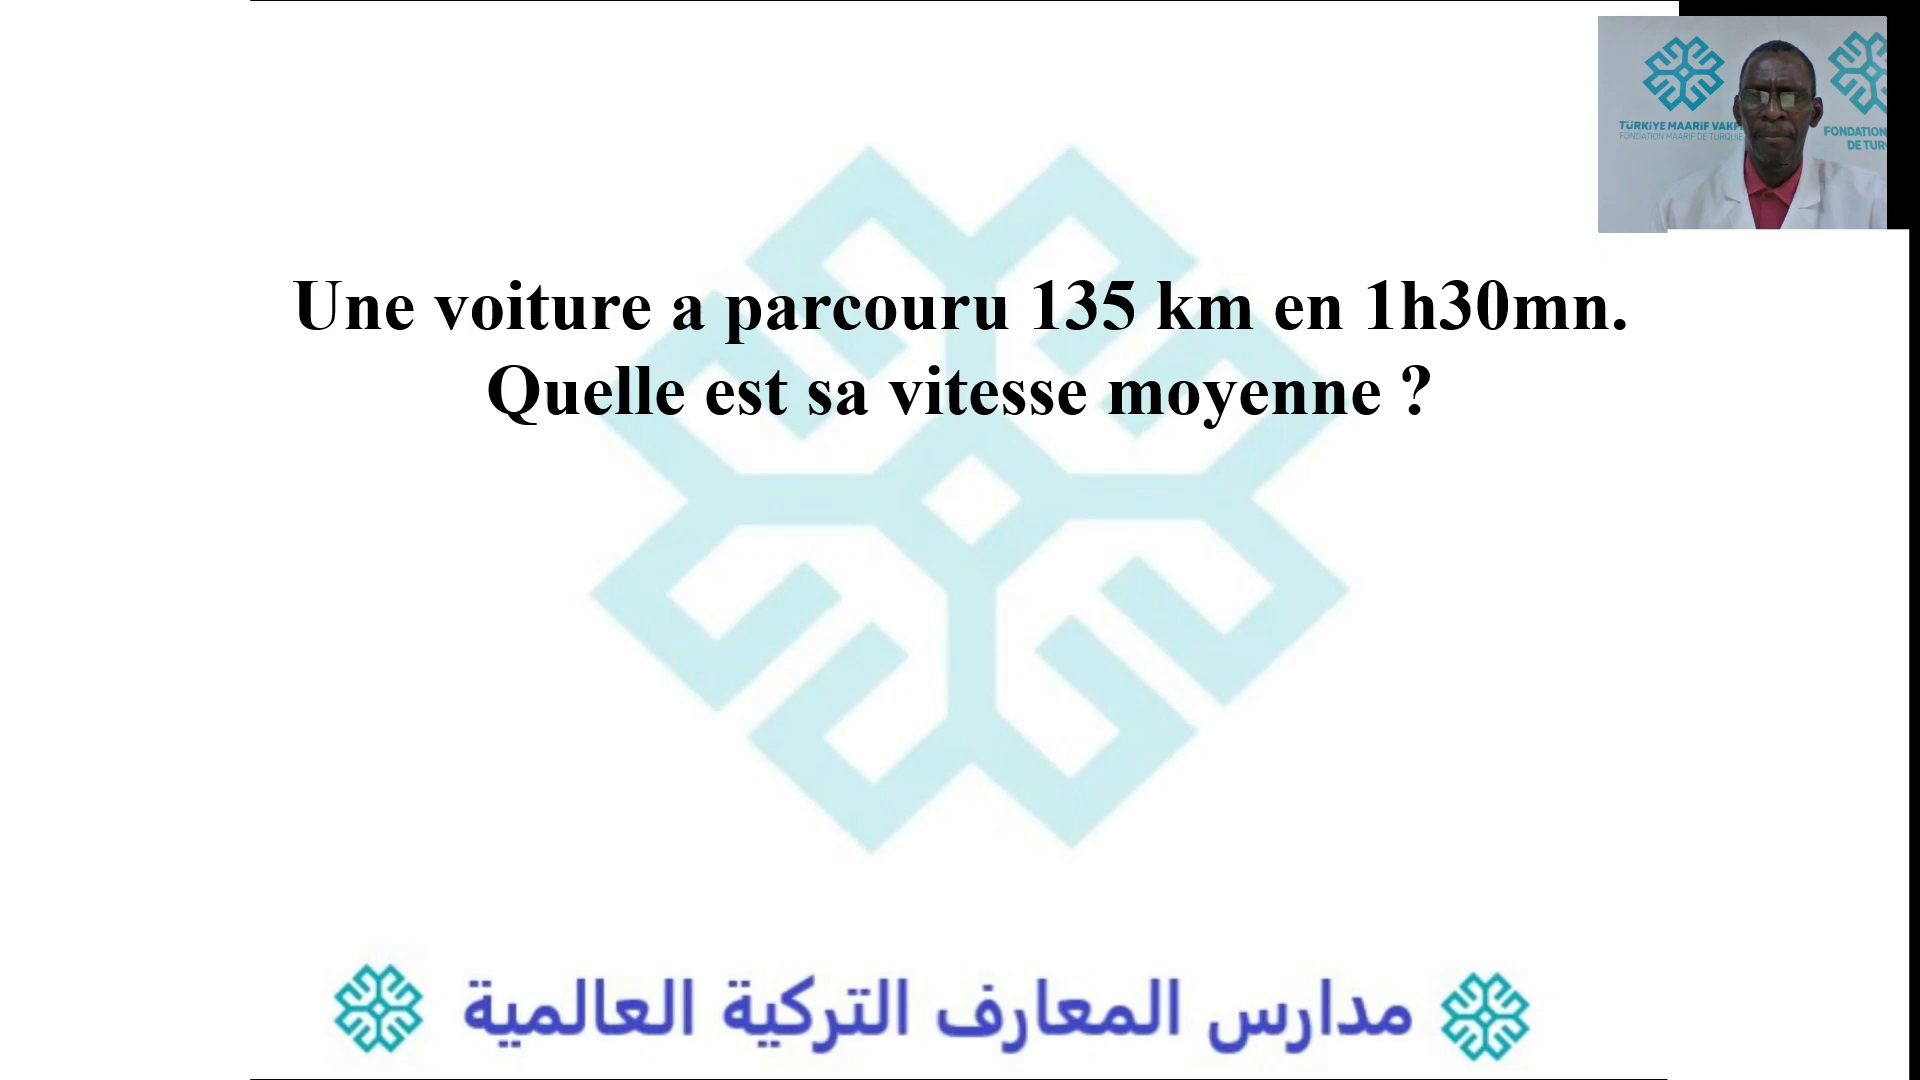 TÜRKİYE MAARİF VAKF
FONDATION MAARIF DE TURQUIE
FONDATION
DE TUR
Une voiture a parcouru 135 km en 1h30mn.
Quelle est sa vitesse moyenne ?
مدارس المعارف التركية العالمية